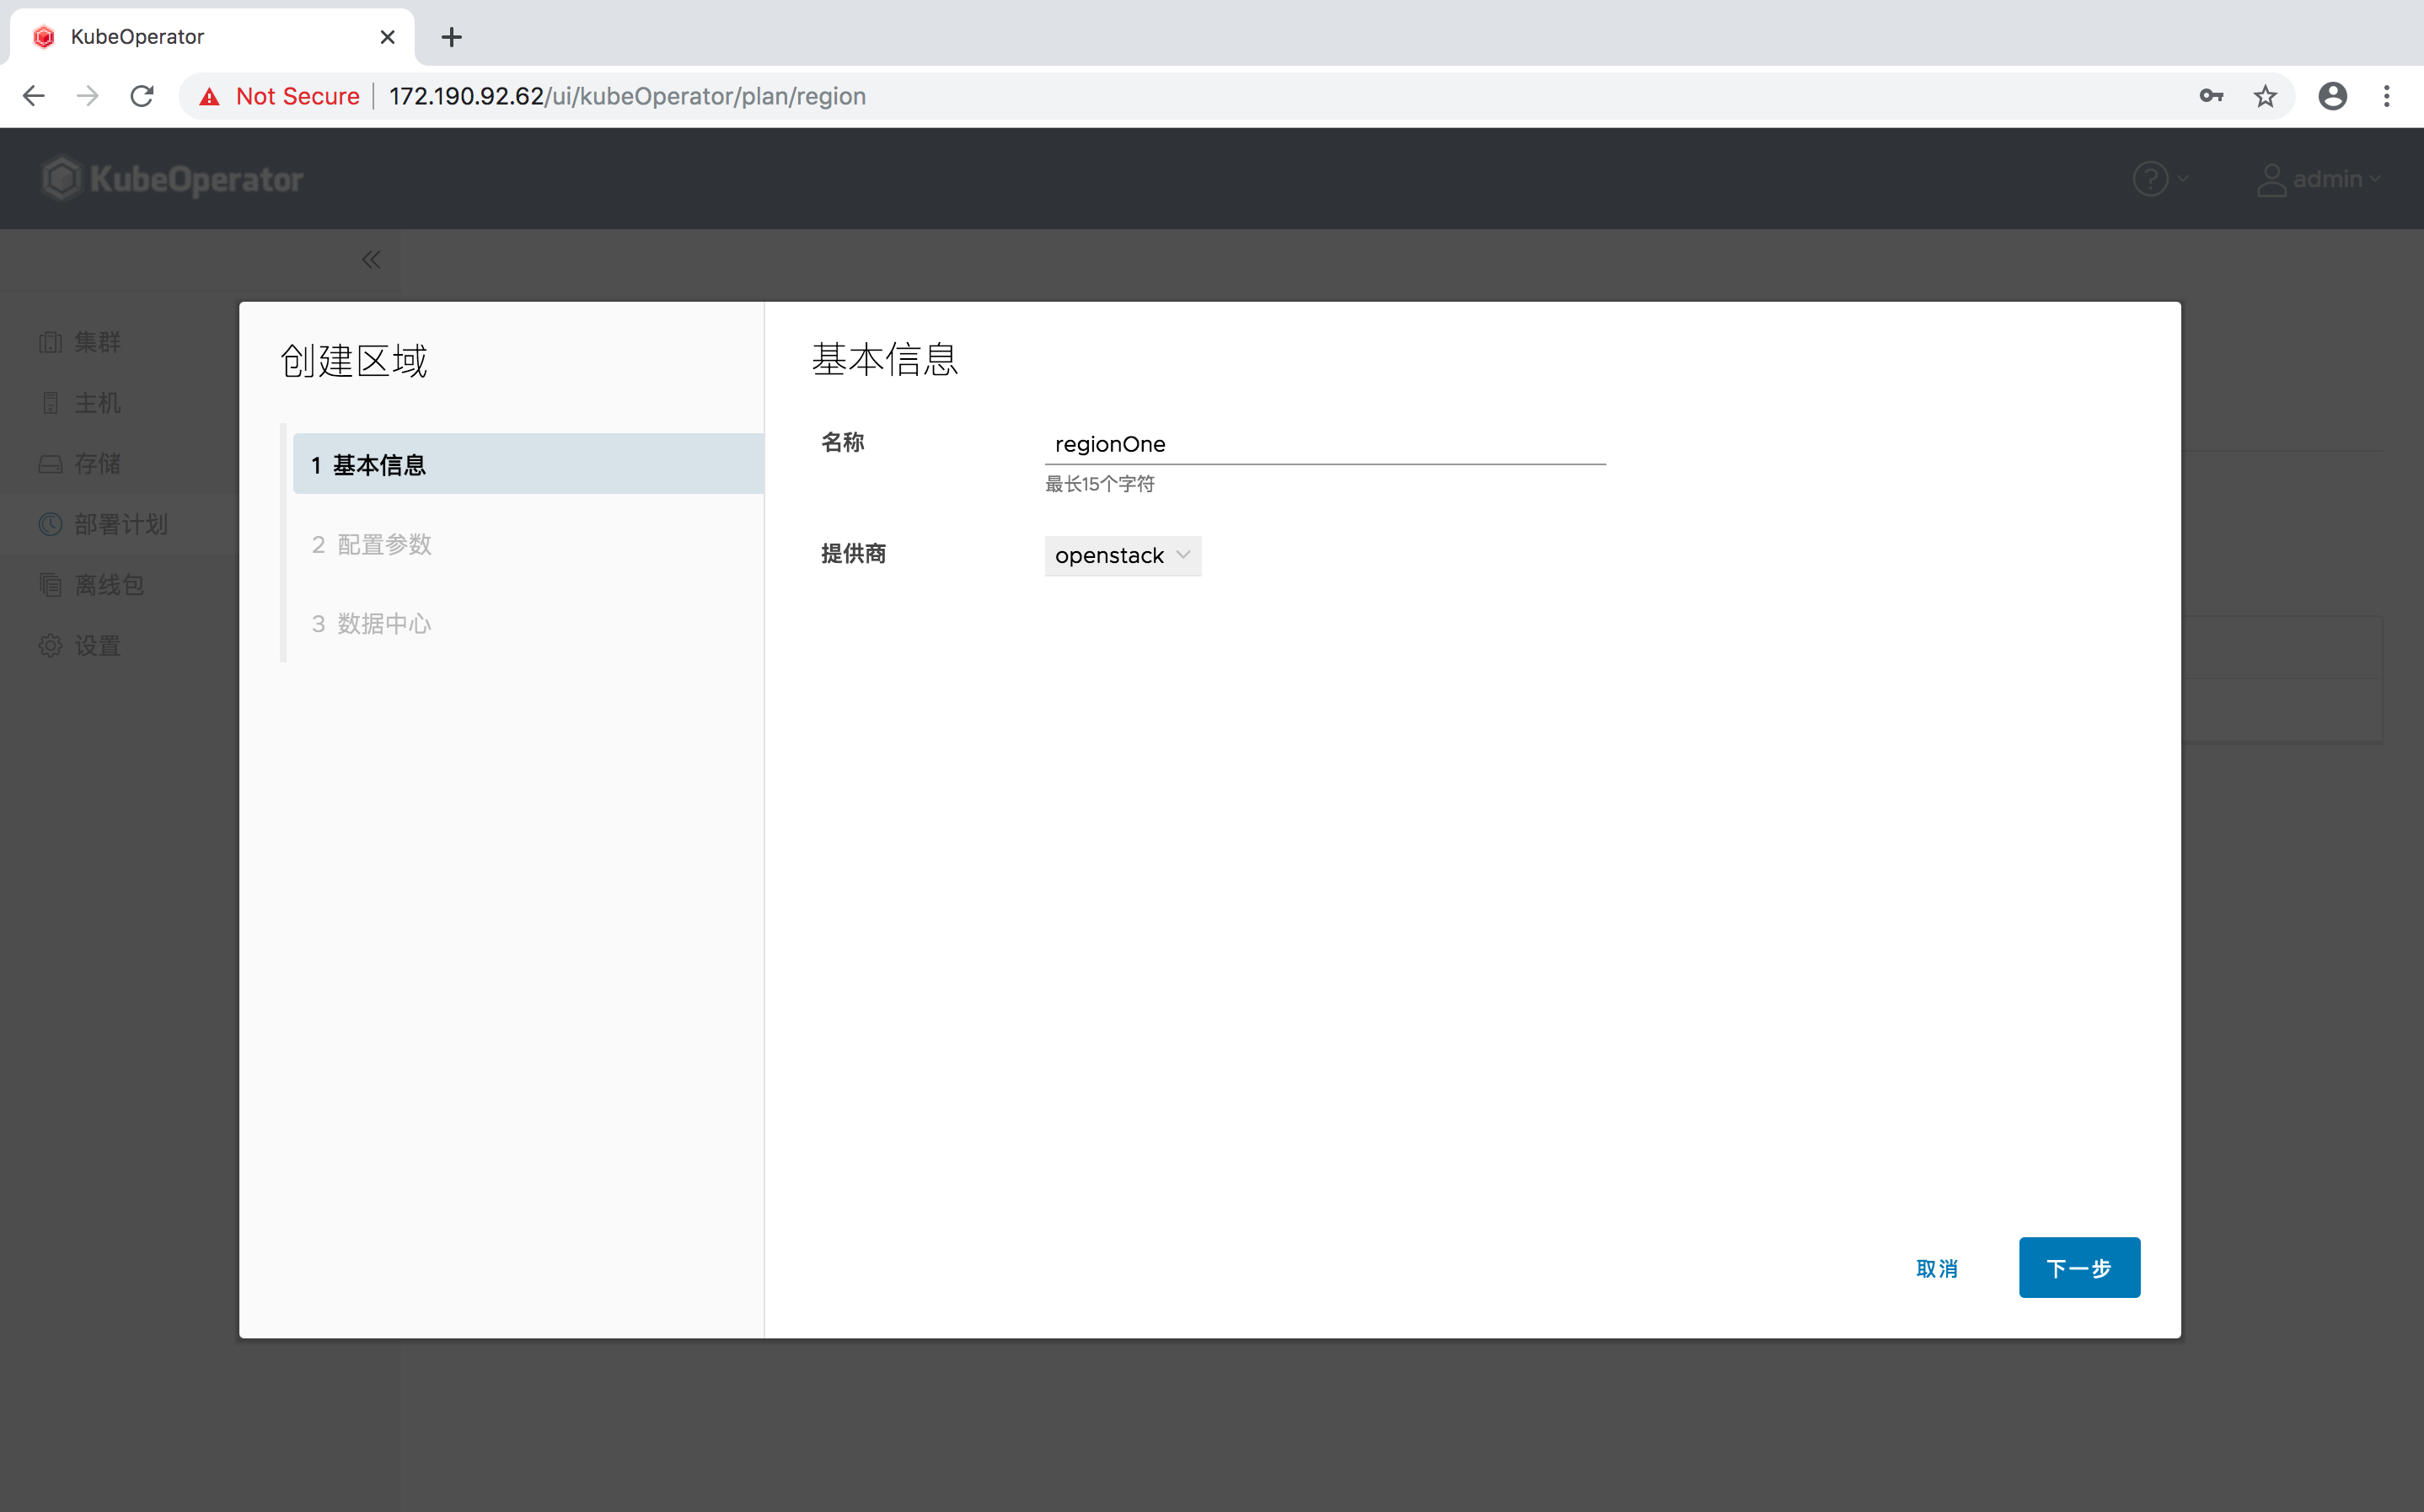 KubeOperator
Not Secure
172.190.92.62/ui/kubeOperator/plan/region
KubeOperator
admin
集群
主机
存储
部署计划
离线包
设置
创建区域
1 基本信息
2 配置参数
3 数据中心
基本信息
名称
regionOne
最长15个字符
提供商
openstack
取消
下一步